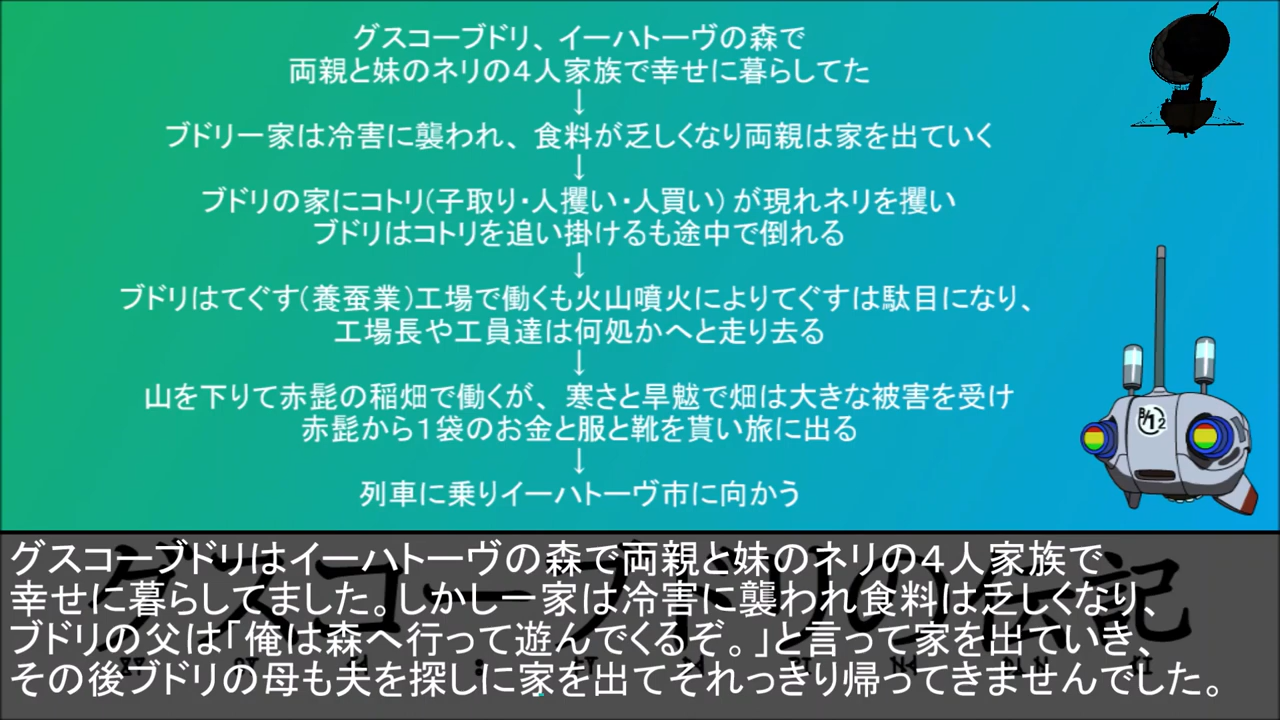 グスコーブドリ、イーハトーヴの森で
両親と妹のネリの４人家族で幸せに暮らしてた
↓
ブドリ一家は冷害に襲われ、食料が乏しくなり両親は家を出ていく
↓
ブドリの家にコトリ(子取り・人攫い・人買い) が現れネリを攫い
ブドリはコトリを追い掛けるも途中で倒れる
↓
ブドリはてぐす(養蚕業)工場で働くも火山噴火によりてぐすは駄目になり、
工場長や工員達は何処かへと走り去る
↓
山を下りて赤髭の稲畑で働くが、寒さと旱魃で畑は大きな被害を受け
赤髭から１袋のお金と服と靴を貰い旅に出る
↓
列車に乗りイーハトーヴ市に向かう
B/12
グスコーブドリはイーハトーヴの森で両親と妹のネリの４人家族で
幸せに暮らしてました。しかし一家は冷害に襲われ食料は乏しくなり、
ブドリの父は「俺は森へ行って遊んでくるぞ。」と言って家を出ていき、
その後ブドリの母も夫を探しに家を出てそれっきり帰ってきませんでした。
グスコーブドリの伝記